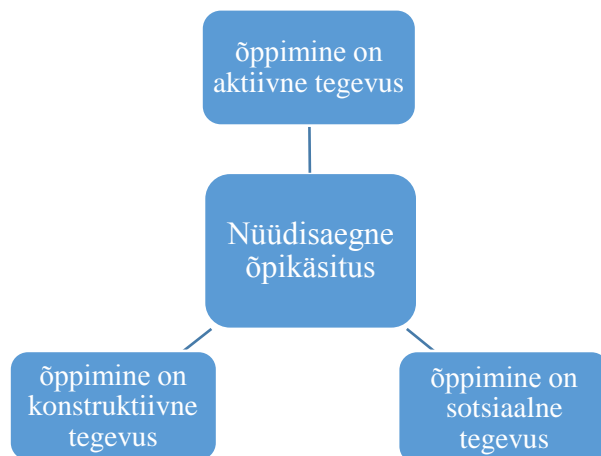 õppimine on
aktiivne tegevus
Nüüdisaegne
õpikäsitus
õppimine on
konstruktiivne
tegevus
õppimine on
sotsiaalne
tegevus